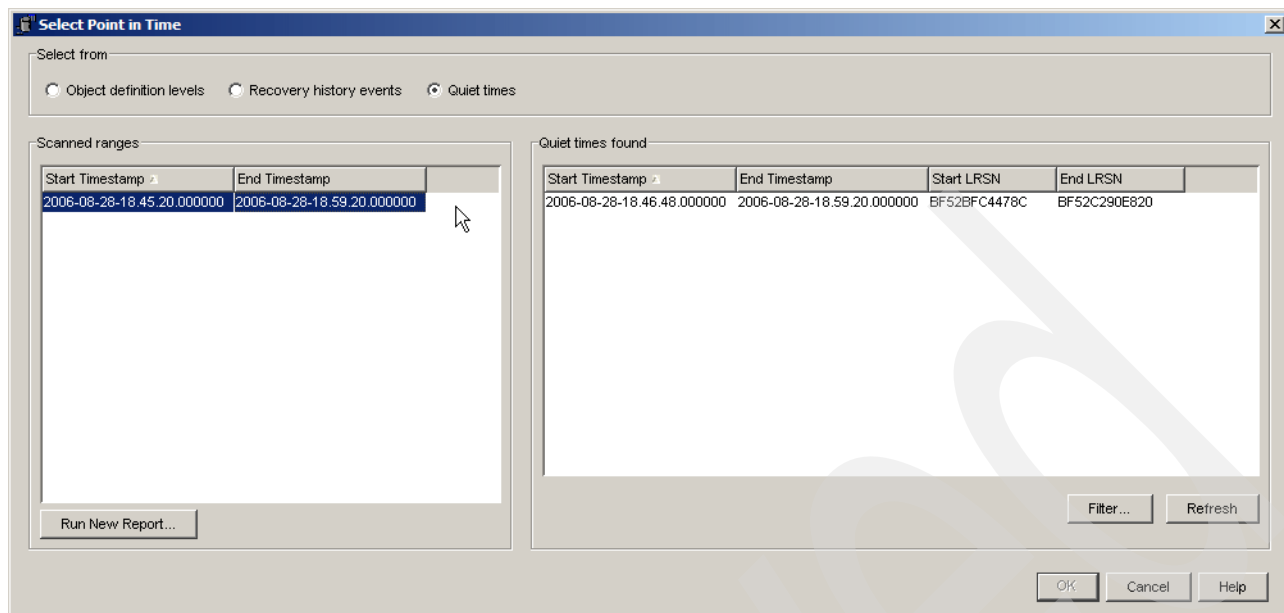 Select Point in Time
Select from
Object definition levels Recovery history events Quiet times
Scanned ranges
Start Timestamp End Timestamp
2006-08-28-18.45.20.000000 2006-08-28-18.59.20.000000
Run New Report...
Quiet times found
Start Timestamp End Timestamp Start LRSN End LRSN
2006-08-28-18.46.48.000000 2006-08-28-18.59.20.000000 BF52BFC4478C BF52C290E820
Filter... Refresh
OK Cancel Help